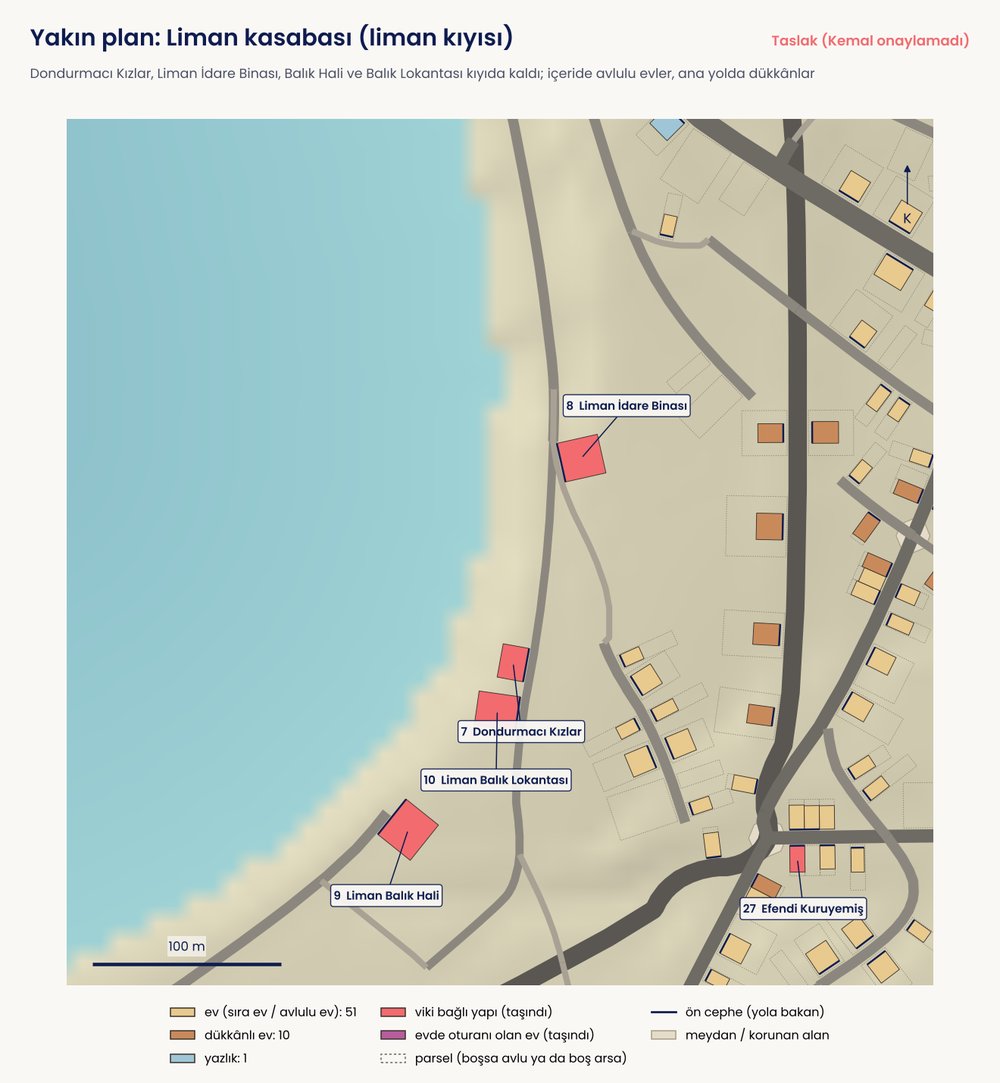 Yakın plan: Liman kasabası (liman kıyısı)
Taslak (Kemal onaylamadı)
Dondurmacı Kızlar, Liman İdare Binası, Balık Hali ve Balık Lokantası kıyıda kaldı; içeride avlulu evler, ana yolda dükkânlar
K
8 Liman İdare Binası
7 Dondurmacı Kızlar
10 Liman Balık Lokantası
9 Liman Balık Hali
27 Efendi Kuruyemiş
100 m
ev (sıra ev / avlulu ev): 51
dükkânlı ev: 10
yazlık: 1
viki bağlı yapı (taşındı)
evde oturanı olan ev (taşındı)
parsel (boşsa avlu ya da boş arsa)
ön cephe (yola bakan)
meydan / korunan alan